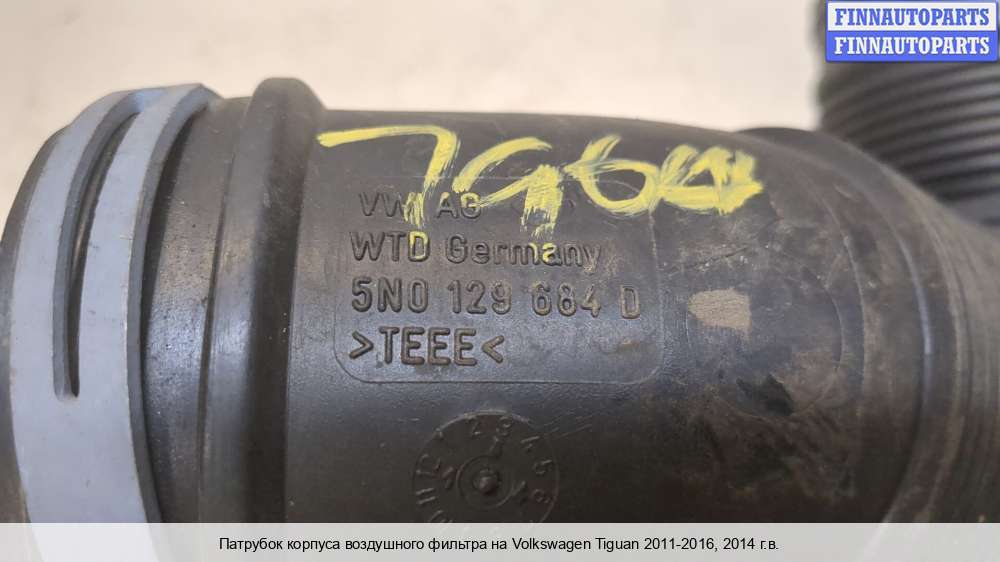 FINNAUTOPARTS
FINNAUTOPARTS
VW AG
WTD Germany
5N0 129 684 D
>TEEE<
Патрубок корпуса воздушного фильтра на Volkswagen Tiguan 2011-2016, 2014 г.в.